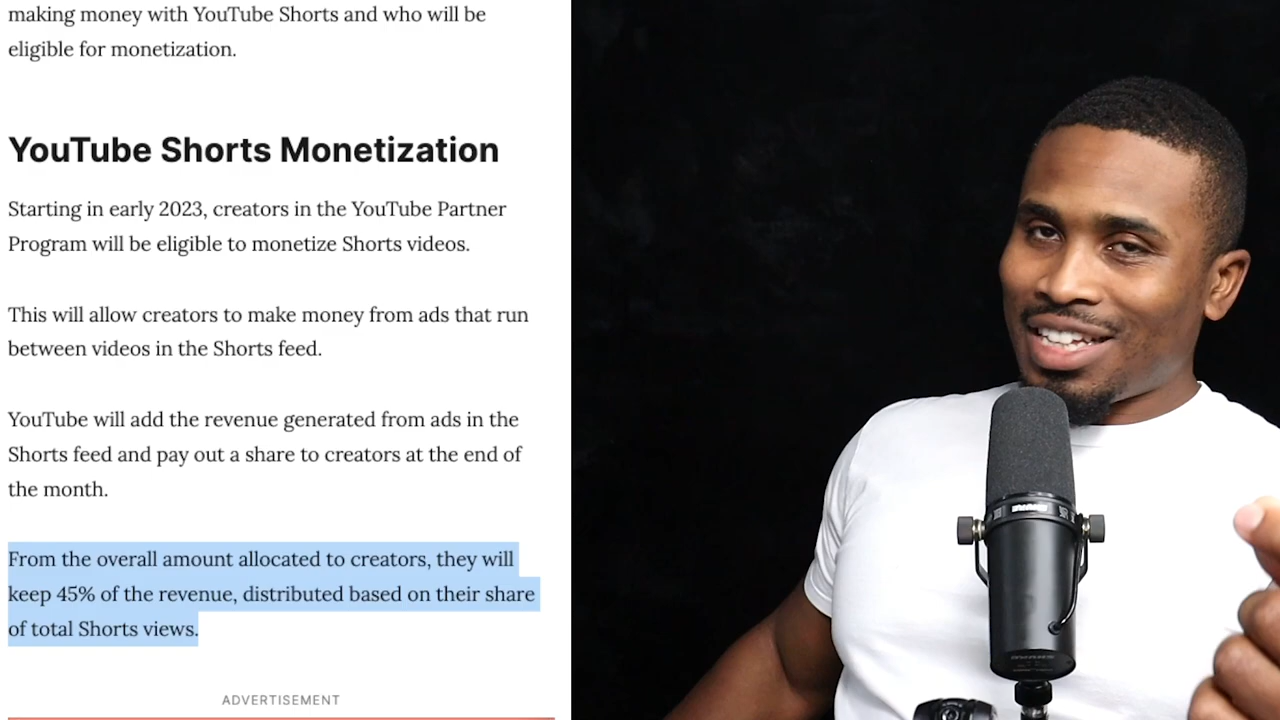 making money with YouTube Shorts and who will be
eligible for monetization.
YouTube Shorts Monetization
Starting in early 2023, creators in the YouTube Partner
Program will be eligible to monetize Shorts videos.
This will allow creators to make money from ads that run
between videos in the Shorts feed.
YouTube will add the revenue generated from ads in the
Shorts feed and pay out a share to creators at the end of
the month.
From the overall amount allocated to creators, they will
keep 45% of the revenue, distributed based on their share
of total Shorts views.
ADVERTISEMENT